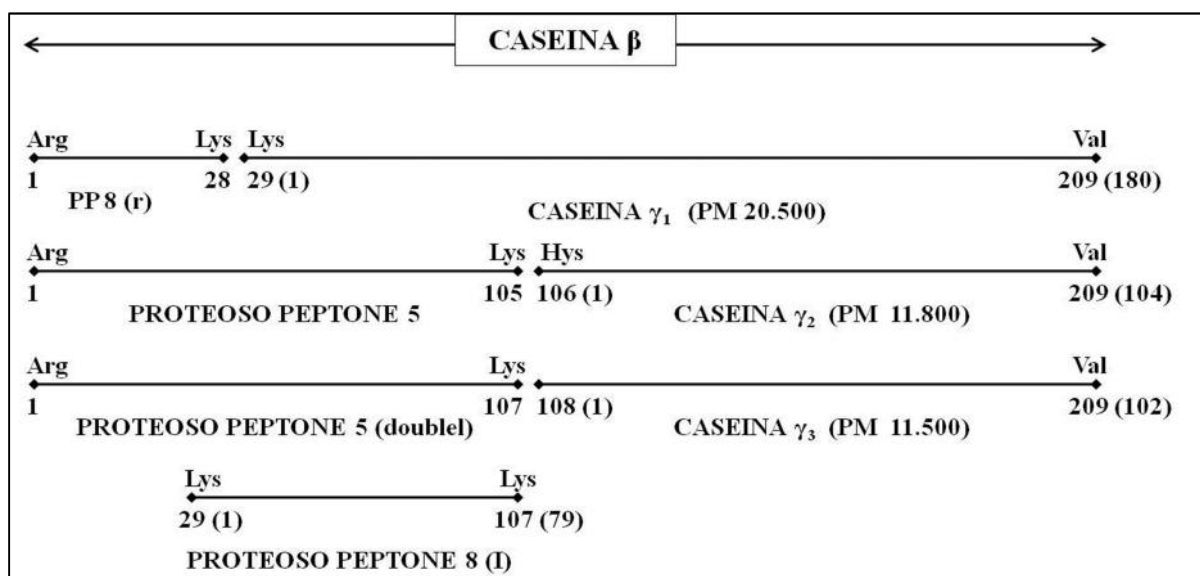 CASEINA β
Arg Lys Lys Val
1 28 29 (1) 209 (180)
PP 8 (r)
CASEINA γ₁ (PM 20.500)
Arg Lys Hys Val
1 105 106 (1) 209 (104)
PROTEOSO PEPTONE 5 CASEINA γ₂ (PM 11.800)
Arg Lys Val
1 107 108 (1) 209 (102)
PROTEOSO PEPTONE 5 (doublel) CASEINA γ₃ (PM 11.500)
Lys Lys
29 (1) 107 (79)
PROTEOSO PEPTONE 8 (I)